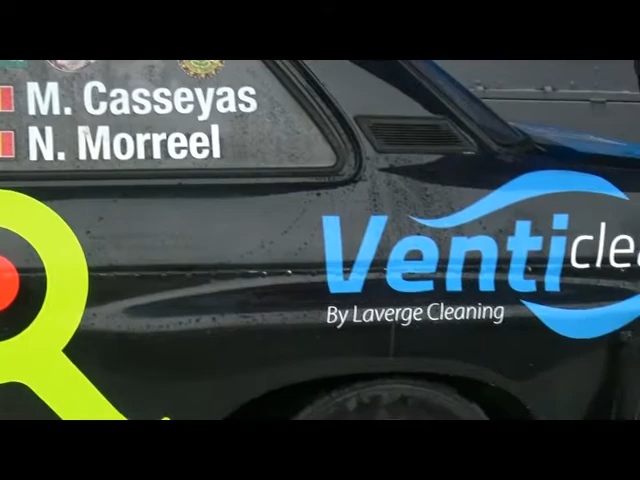 M. Casseyas
N. Morreel
Venticlea
By Laverge Cleaning